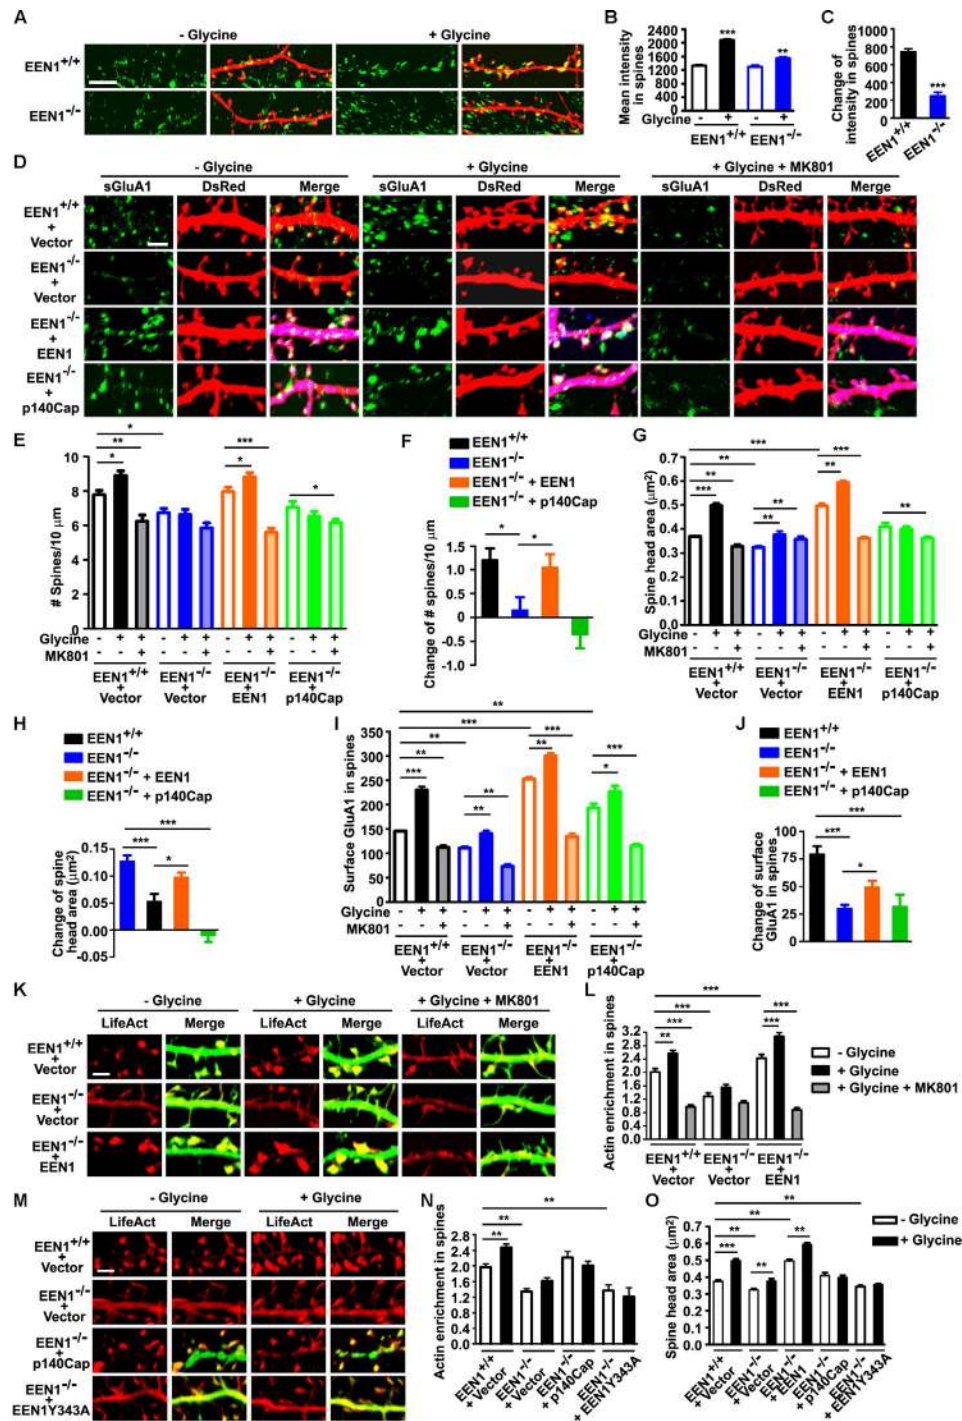 A
- Glycine
+ Glycine
EEN1+/+
EEN1-/-
B
Mean intensity
in spines
2400
2000
1600
1200
800
400
0
***
**
Glycine - + - +
EEN1+/+ EEN1-/-
C
Change of
intensity in spines
1000
800
600
400
200
0
***
EEN1+/+
EEN1-/-
D
- Glycine
+ Glycine
+ Glycine + MK801
sGluA1 DsRed Merge sGluA1 DsRed Merge sGluA1 DsRed Merge
EEN1+/+
+
Vector
EEN1-/-
+
Vector
EEN1-/-
+
EEN1
EEN1-/-
+
p140Cap
E
# Spines/10 µm
10
8
6
4
2
0
* ** * *** * *
Glycine - + + - + + - + + - + +
MK801 - + - + - + - +
EEN1+/+ EEN1-/- EEN1-/- EEN1-/-
+ + + +
Vector Vector EEN1 p140Cap
F
EEN1+/+
EEN1-/-
EEN1-/- + EEN1
EEN1-/- + p140Cap
Change of # spines/10 µm
1.5
1.0
0.5
0
-0.5
-1.0
* *
G
Spine head area (µm2)
0.7
0.6
0.5
0.4
0.3
0.2
0.1
0.0
*** ** ** *** ** ** *** ** **
Glycine - + + - + + - + + - + +
MK801 - + - + - + - +
EEN1+/+ EEN1-/- EEN1-/- EEN1-/-
+ + + +
Vector Vector EEN1 p140Cap
H
EEN1+/+
EEN1-/-
EEN1-/- + EEN1
EEN1-/- + p140Cap
Change of spine
head area (µm2)
0.15
0.10
0.05
0.00
-0.05
*** *** *
I
Surface GluA1 in spines
350
300
250
200
150
100
50
0
** *** ** ** *** ** ** *** ** *** *
Glycine - + + - + + - + + - + +
MK801 - + - + - + - +
EEN1+/+ EEN1-/- EEN1-/- EEN1-/-
+ + + +
Vector Vector EEN1 p140Cap
J
EEN1+/+
EEN1-/-
EEN1-/- + EEN1
EEN1-/- + p140Cap
Change of surface
GluA1 in spines
100
75
50
25
0
*** *** *
K
- Glycine
+ Glycine
+ Glycine + MK801
LifeAct Merge LifeAct Merge LifeAct Merge
EEN1+/+
+
Vector
EEN1-/-
+
Vector
EEN1-/-
+
EEN1
L
Actin enrichment in spines
3.2
2.8
2.4
2.0
1.6
1.2
0.8
0.4
0.0
*** *** *** ** *** ***
- Glycine
+ Glycine
+ Glycine + MK801
EEN1+/+ EEN1-/- EEN1-/-
+ + +
Vector Vector EEN1
M
- Glycine
+ Glycine
LifeAct Merge LifeAct Merge
EEN1+/+
+
Vector
EEN1-/-
+
Vector
EEN1-/-
+
p140Cap
EEN1-/-
+
EEN1Y343A
N
Actin enrichment in spines
2.8
2.4
2.0
1.6
1.2
0.8
0.4
0.0
** ** **
EEN1+/+
+ Vector
EEN1-/-
+ Vector
EEN1-/-
+ p140Cap
EEN1-/-
+ EEN1Y343A
O
Spine head area (µm2)
0.7
0.6
0.5
0.4
0.3
0.2
0.1
0.0
** ** ** ** *** **
- Glycine
+ Glycine
EEN1+/+
+ Vector
EEN1-/-
+ Vector
EEN1-/-
+ EEN1
EEN1-/-
+ p140Cap
EEN1-/-
+ EEN1Y343A